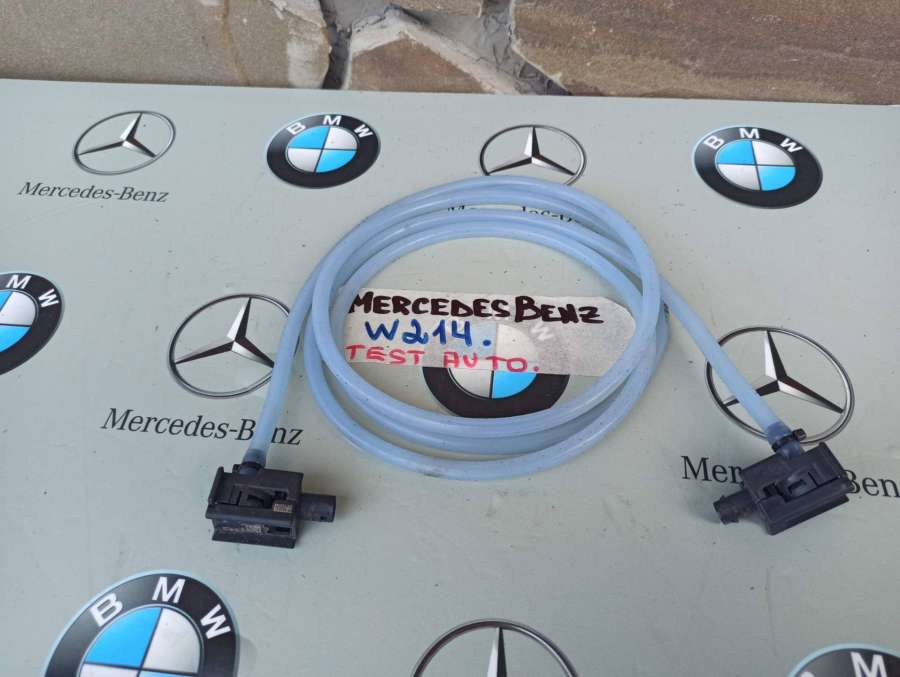 BMW
BMW
Mercedes-Benz
Mercedes-Benz
BMW
MERCEDES BENZ
W214.
TEST AUTO.
Mercedes-Benz
BMW